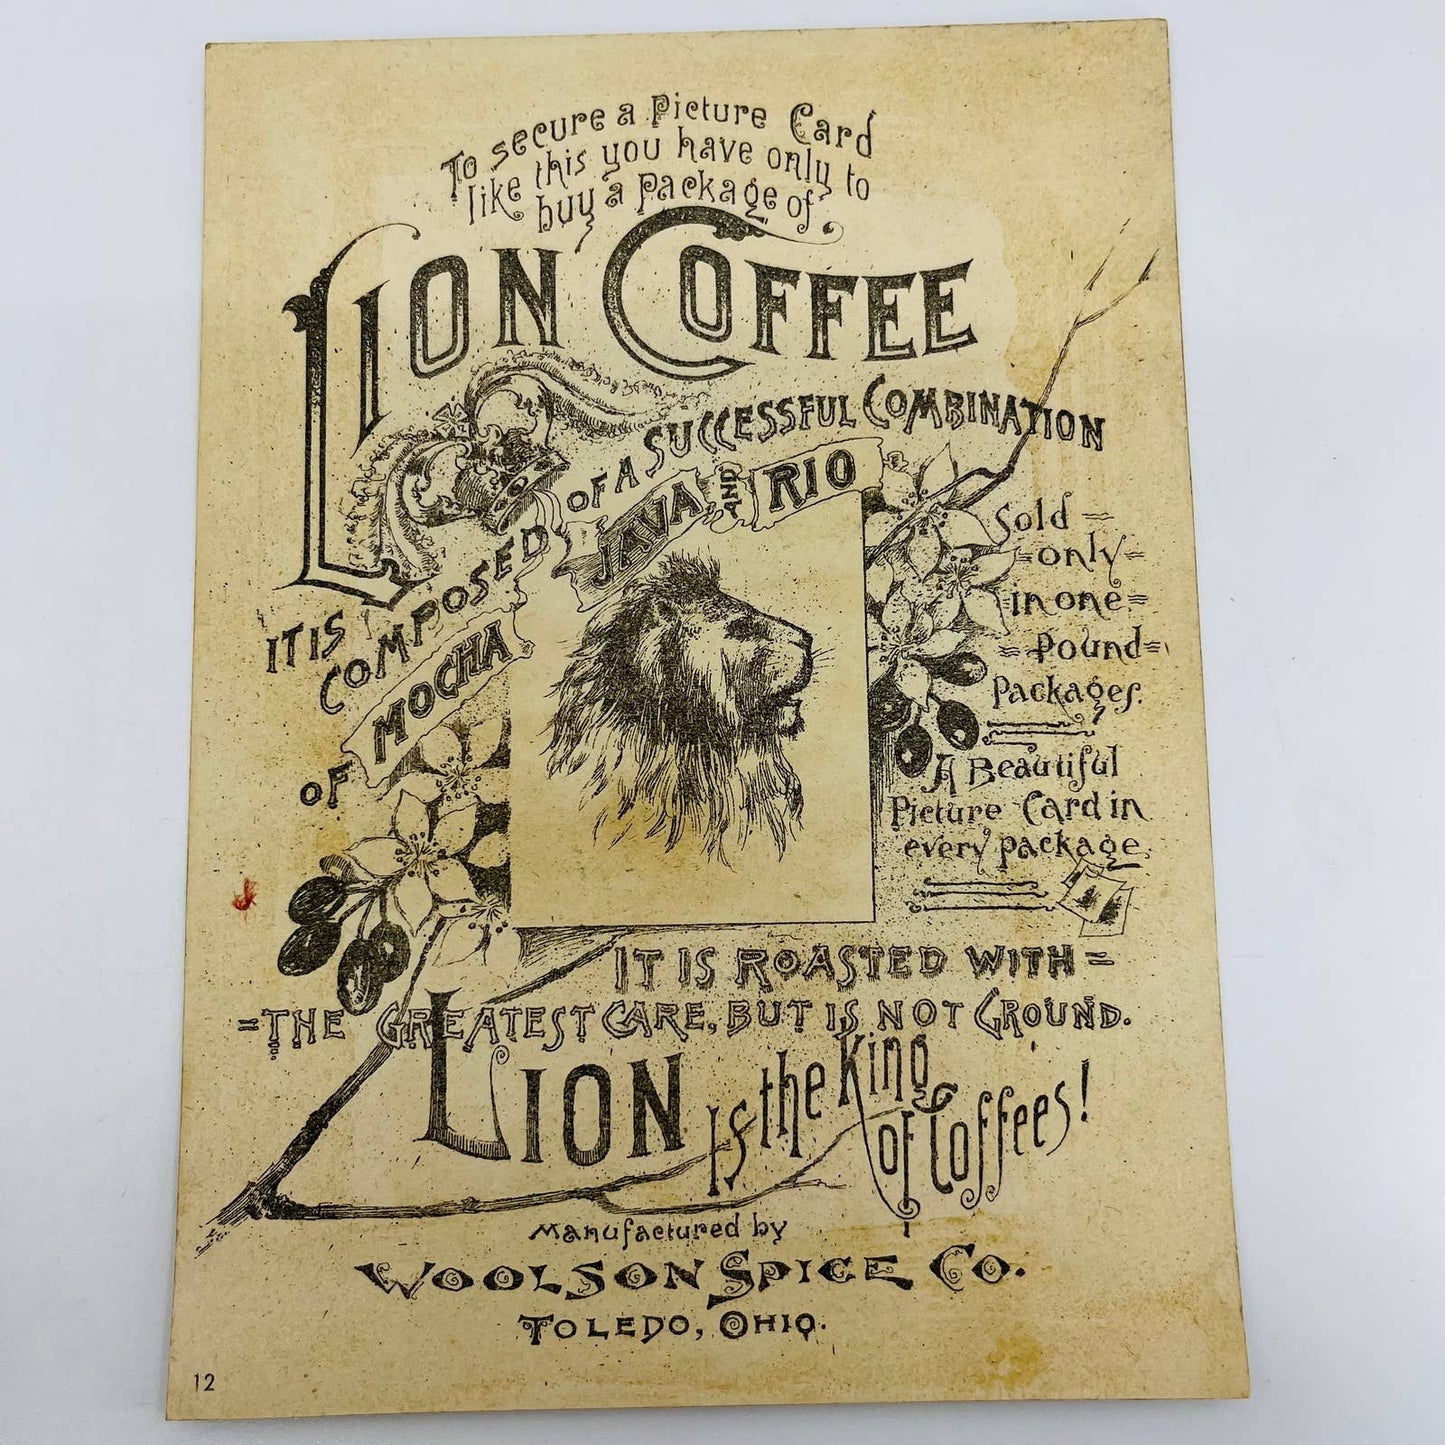 To secure a Picture Card
like this you have only to
buy a Package of
LION COFFEE
IT IS COMPOSED OF A SUCCESSFUL COMBINATION
OF MOCHA JAVA AND RIO
Sold
only
in one
Pound
Packages.
A Beautiful
Picture Card in
every package.
IT IS ROASTED WITH
THE GREATEST CARE, BUT IS NOT GROUND.
LION Is the King of Coffees!
Manufactured by
WOOLSON SPICE CO.
TOLEDO, OHIO.
12